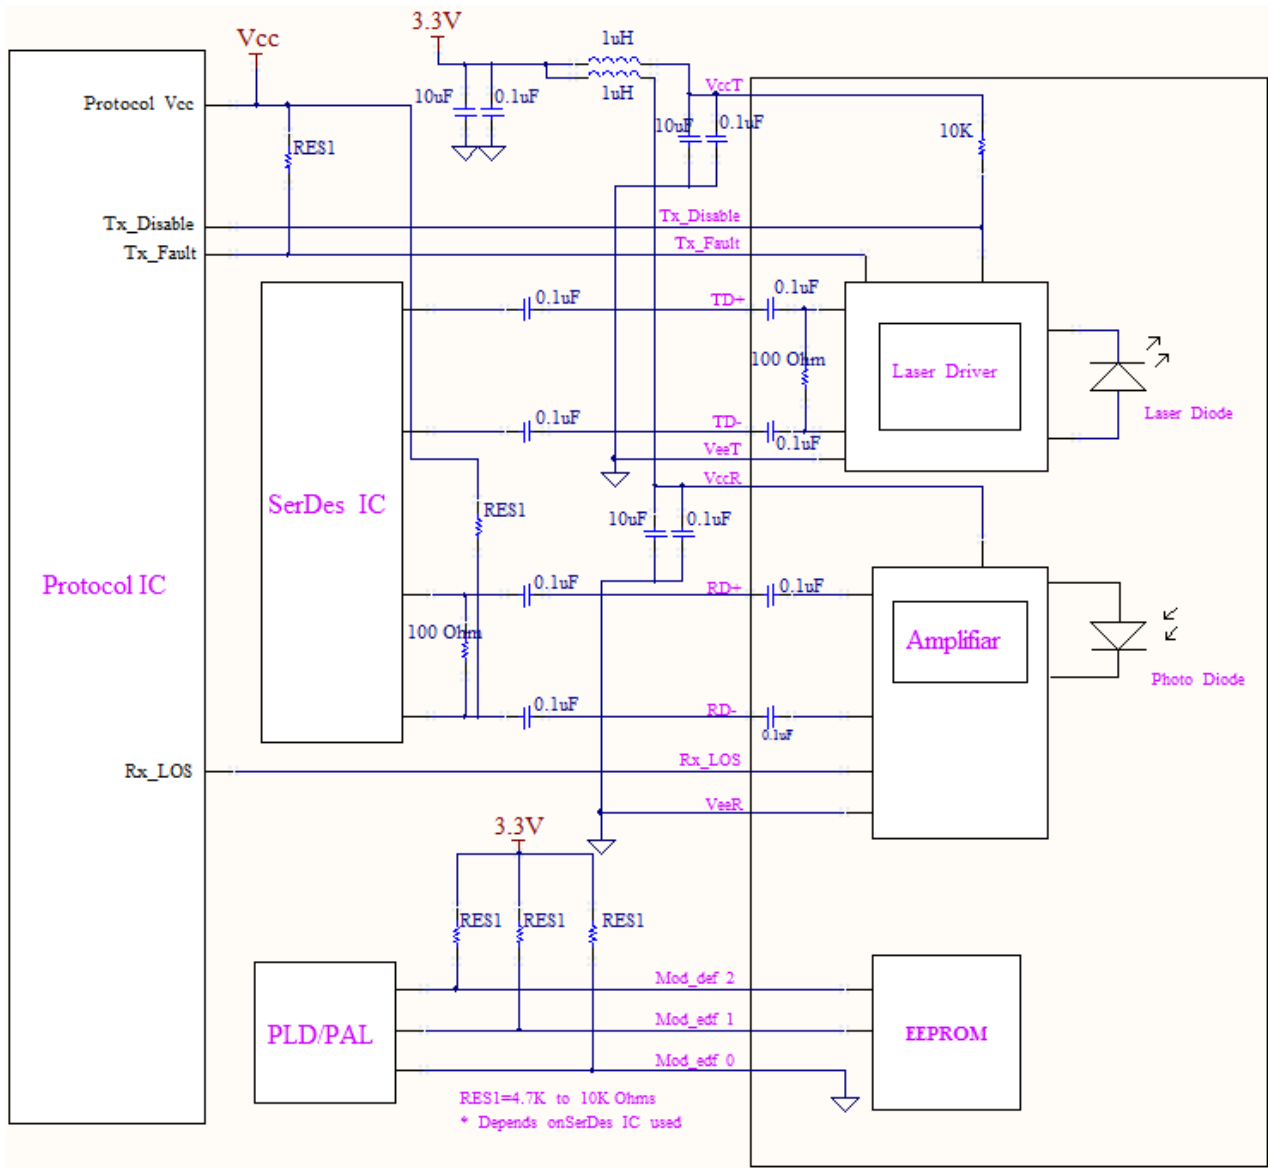 3.3V
Vcc
1uH
1uH
10uF
0.1uF
VccT
Protocol Vcc
10uF
0.1uF
10K
RES1
Tx_Disable
Tx_Disable
Tx_Fault
Tx_Fault
0.1uF
TD+
0.1uF
100 Ohm
Laser Driver
Laser Diode
0.1uF
TD-
0.1uF
VeeT
VccR
SerDes IC
RES1
10uF
0.1uF
Protocol IC
0.1uF
RD+
0.1uF
100 Ohm
Amplifiar
Photo Diode
0.1uF
RD-
0.1uF
Rx_LOS
Rx_LOS
VeeR
3.3V
RES1
RES1
RES1
Mod_def 2
PLD/PAL
Mod_edf 1
EEPROM
Mod_edf 0
RES1=4.7K to 10K Ohms
* Depends onSerDes IC used